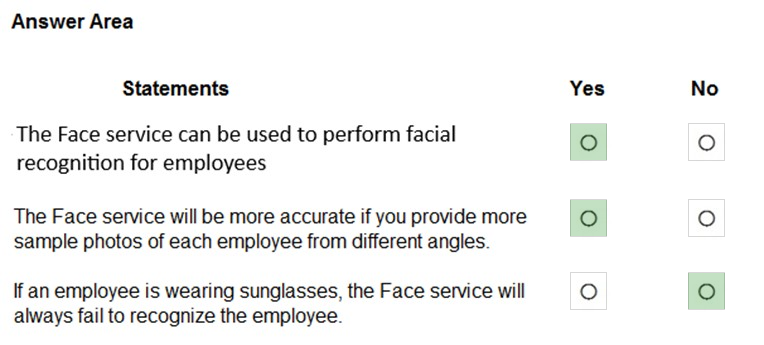 Answer Area
Statements Yes No
The Face service can be used to perform facial
recognition for employees
The Face service will be more accurate if you provide more
sample photos of each employee from different angles.
If an employee is wearing sunglasses, the Face service will
always fail to recognize the employee.